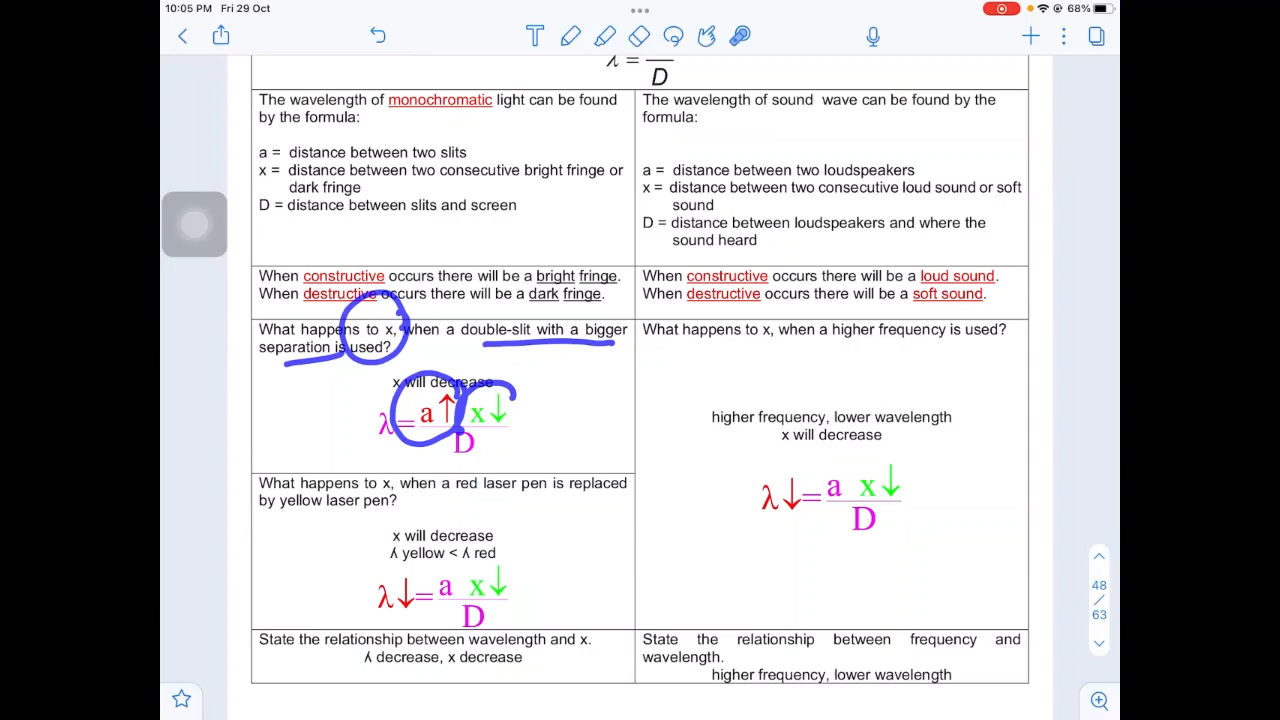 10:05 PM Fri 29 Oct
68%
T
λ = 
D
The wavelength of monochromatic light can be found
by the formula:
a = distance between two slits
x = distance between two consecutive bright fringe or
dark fringe
D = distance between slits and screen
The wavelength of sound wave can be found by the
formula:
a = distance between two loudspeakers
x = distance between two consecutive loud sound or soft
sound
D = distance between loudspeakers and where the
sound heard
When constructive occurs there will be a bright fringe.
When destructive occurs there will be a dark fringe.
When constructive occurs there will be a loud sound.
When destructive occurs there will be a soft sound.
What happens to x, when a double-slit with a bigger
separation is used?
x will decrease
λ = a ↑ x ↓
D
What happens to x, when a higher frequency is used?
higher frequency, lower wavelength
x will decrease
λ ↓ = a x ↓
D
What happens to x, when a red laser pen is replaced
by yellow laser pen?
x will decrease
ʎ yellow < ʎ red
λ ↓ = a x ↓
D
State the relationship between wavelength and x.
ʎ decrease, x decrease
State the relationship between frequency and
wavelength.
higher frequency, lower wavelength
48
/
63